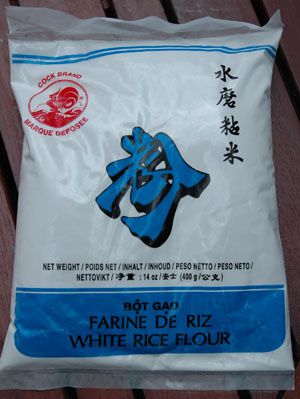 COCK BRAND
MARQUE DEPOSEE
水磨粘米
粉
NET WEIGHT / POIDS NET / INHALT / INHOUD / PESO NETTO / PESO NETO /
NETTOVIKT / 净重 : 14 oz / 安士 (400 g / 公克)
BỘT GẠO
FARINE DE RIZ
WHITE RICE FLOUR